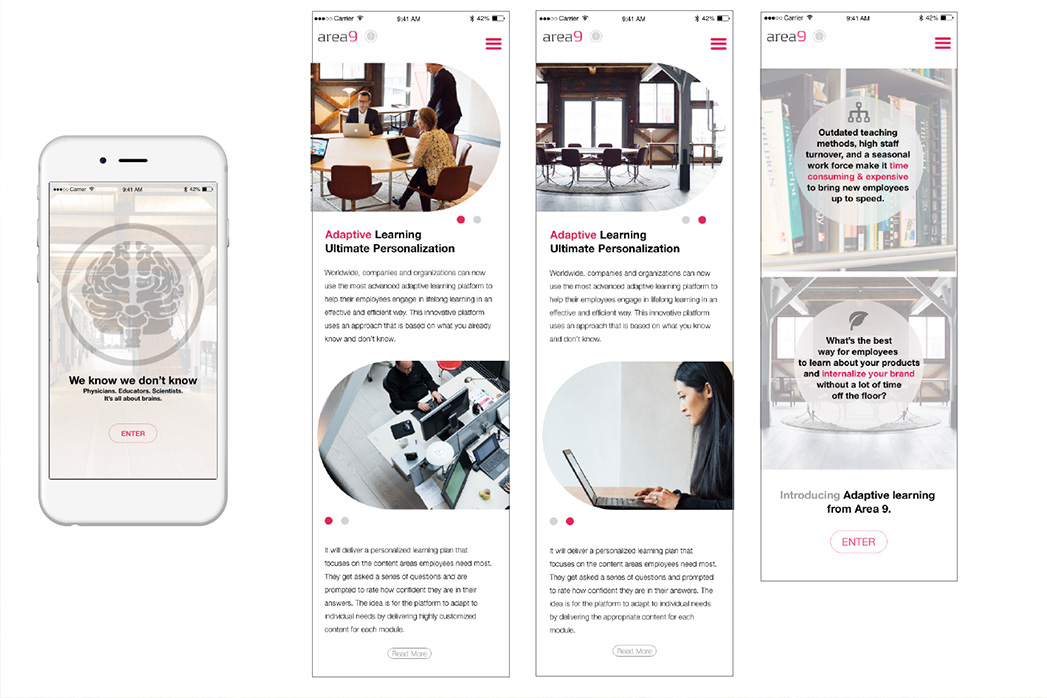 ●●●○○ Carrier 9:41 AM 42%
We know we don't know
Physicians. Educators. Scientists.
It's all about brains.
ENTER
●●●○○ Carrier 9:41 AM 42%
area9
Adaptive Learning
Ultimate Personalization
Worldwide, companies and organizations can now
use the most advanced adaptive learning platform to
help their employees engage in lifelong learning in an
effective and efficient way. This innovative platform
uses an approach that is based on what you already
know and don't know.
It will deliver a personalized learning plan that
focuses on the content areas employees need most.
They get asked a series of questions and are
prompted to rate how confident they are in their
answers. The idea is for the platform to adapt to
individual needs by delivering highly customized
content for each module.
Read More
●●●○○ Carrier 9:41 AM 42%
area9
Adaptive Learning
Ultimate Personalization
Worldwide, companies and organizations can now
use the most advanced adaptive learning platform to
help their employees engage in lifelong learning in an
effective and efficient way. This innovative platform
uses an approach that is based on what you know
and don't know.
It will deliver a personalized learning plan that
focuses on the content areas employees need most.
They get asked a series of questions and prompted
to rate how confident they are in their answers. The
idea is for the platform to adapt to individual needs
by delivering the appropriate content for each
module.
Read More
●●●○○ Carrier 9:41 AM 42%
area9
Outdated teaching
methods, high staff
turnover, and a seasonal
work force make it time
consuming & expensive
to bring new employees
up to speed.
What's the best
way for employees
to learn about your products
and internalize your brand
without a lot of time
off the floor?
Introducing Adaptive learning
from Area 9.
ENTER